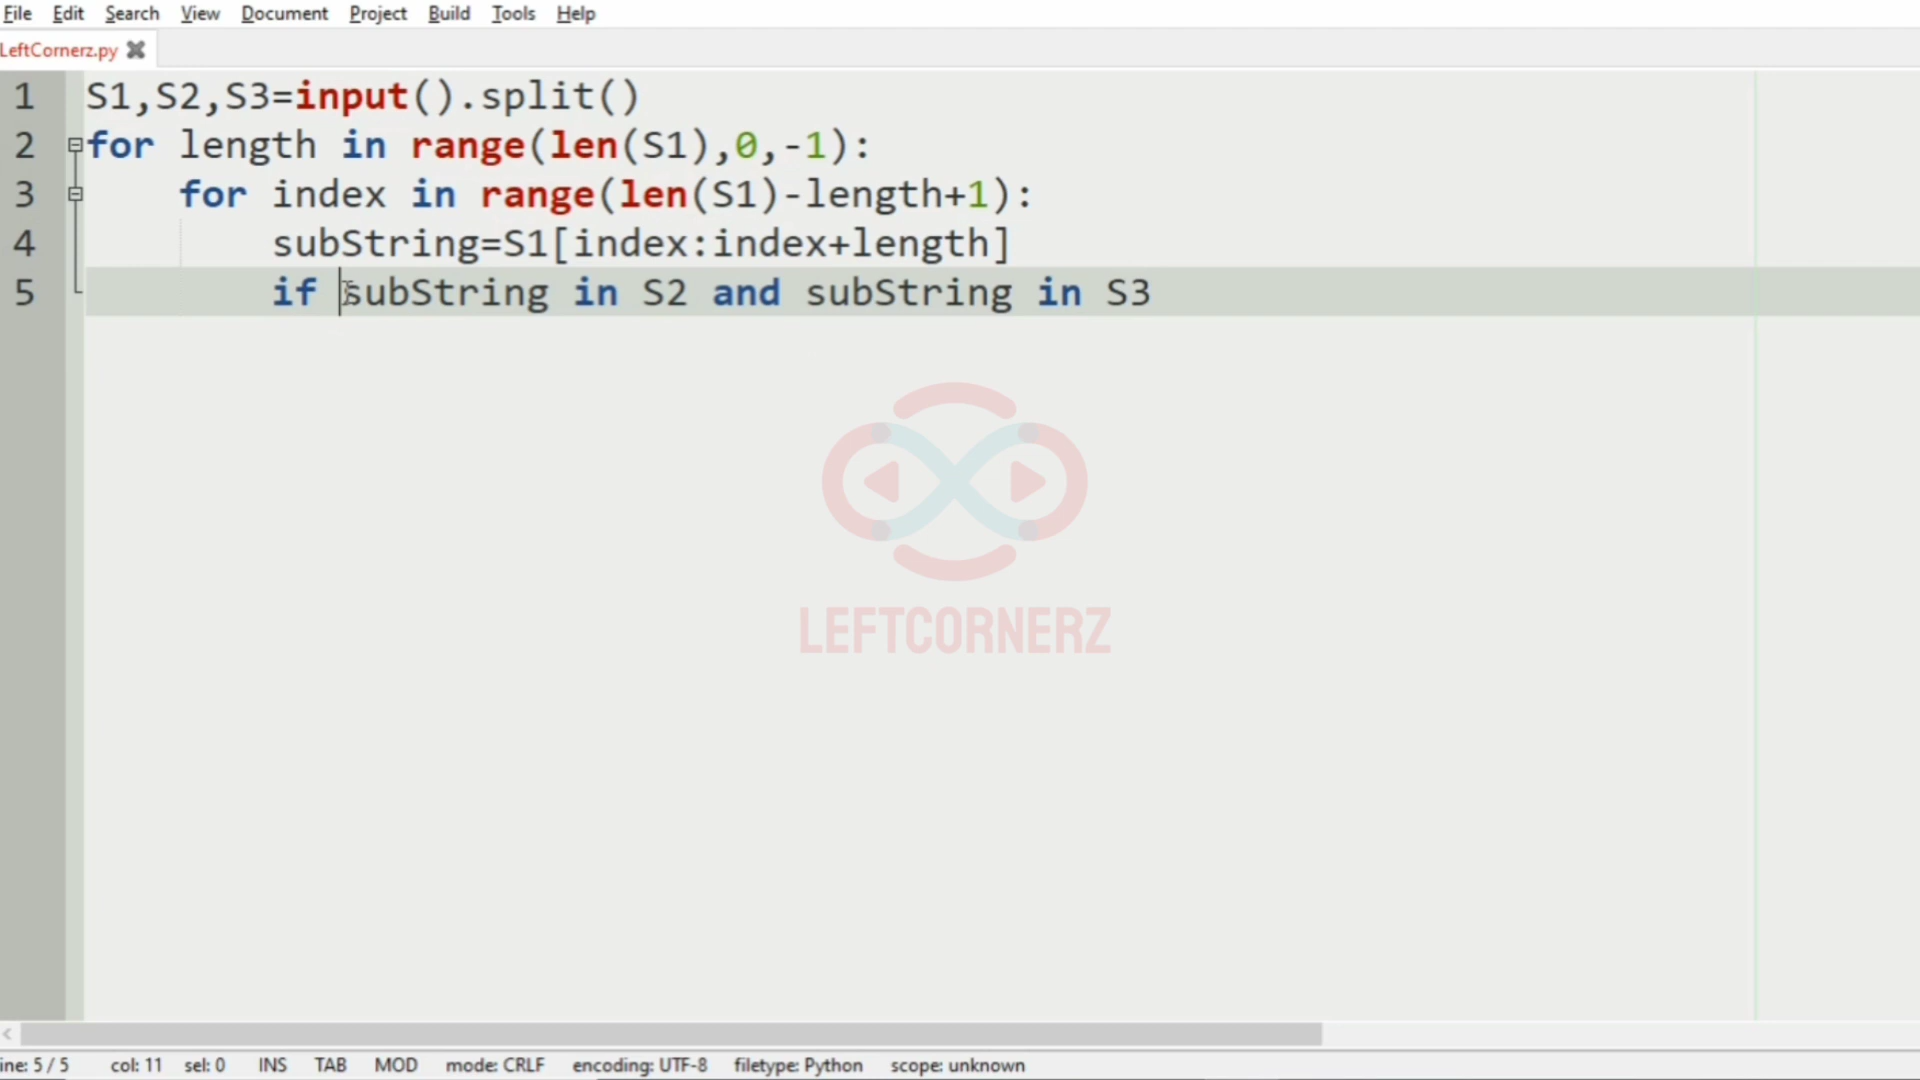 File Edit Search View Document Project Build Tools Help
LeftCornerz.py
1 S1,S2,S3=input().split()
2 for length in range(len(S1),0,-1):
3 for index in range(len(S1)-length+1):
4 subString=S1[index:index+length]
5 if subString in S2 and subString in S3
LEFTCORNERZ
ine: 5 / 5 col: 11 sel: 0 INS TAB MOD mode: CRLF encoding: UTF-8 filetype: Python scope: unknown